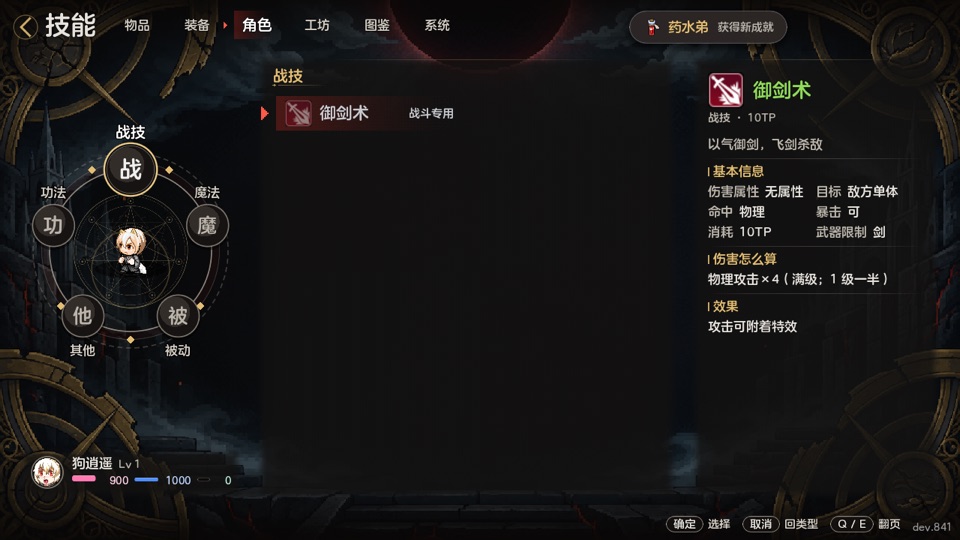 技能
物品
装备
角色
工坊
图鉴
系统
药水弟 获得新成就
战技
战
功法
功
魔法
魔
他
其他
被
被动
狗逍遥 Lv 1
900 1000 0
战技
御剑术 战斗专用
御剑术
战技 · 10TP
以气御剑，飞剑杀敌
基本信息
伤害属性 无属性 目标 敌方单体
命中 物理 暴击 可
消耗 10TP 武器限制 剑
伤害怎么算
物理攻击×4（满级；1 级一半）
效果
攻击可附着特效
确定 选择 取消 回类型 Q / E 翻页 dev.841